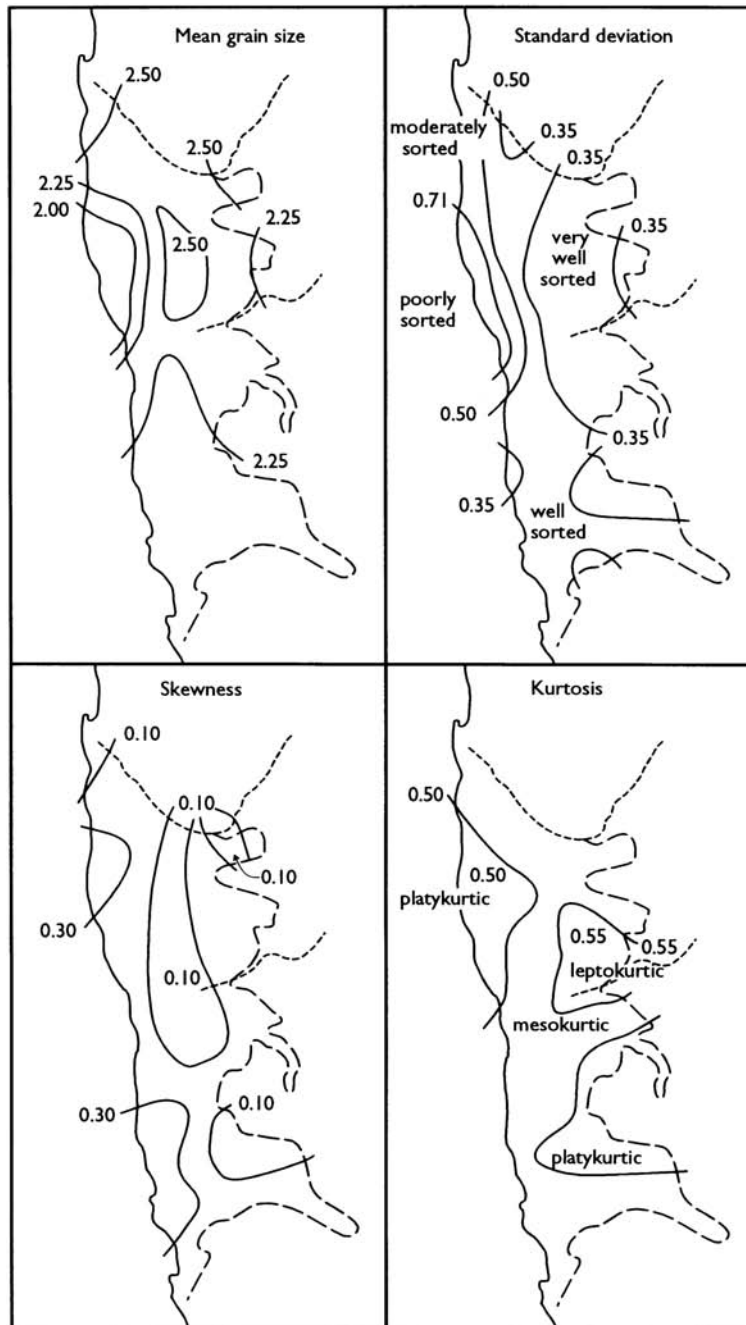 Mean grain size
2.50
2.50
2.25
2.00
2.50
2.25
2.25
Standard deviation
0.50
moderately
sorted
0.35
0.35
0.71
very
well
sorted
0.35
poorly
sorted
0.50
0.35
0.35
well
sorted
Skewness
0.10
0.10
0.10
0.30
0.10
0.30
0.10
Kurtosis
0.50
0.50
platykurtic
0.55
0.55
leptokurtic
mesokurtic
platykurtic